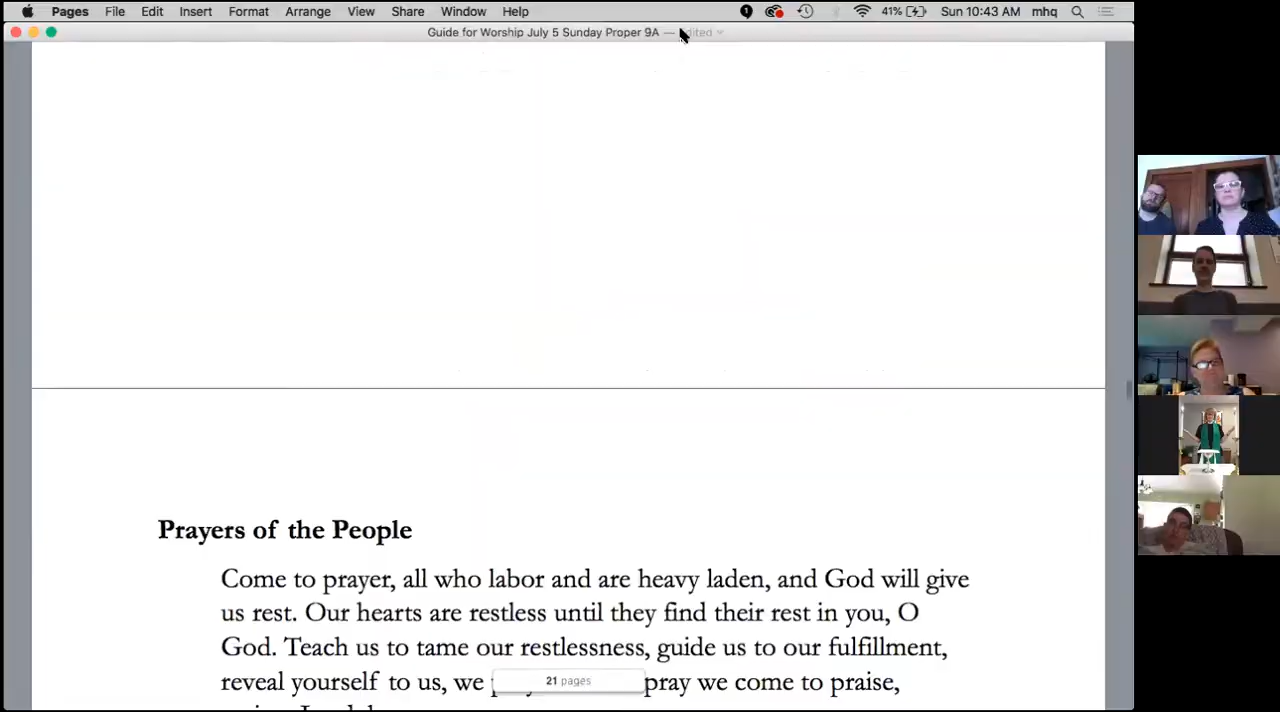 Pages File Edit Insert Format Arrange View Share Window Help 41% Sun 10:43 AM mhq
Guide for Worship July 5 Sunday Proper 9A — Edited
Prayers of the People
Come to prayer, all who labor and are heavy laden, and God will give
us rest. Our hearts are restless until they find their rest in you, O
God. Teach us to tame our restlessness, guide us to our fulfillment,
reveal yourself to us, we pray we come to praise,
21 pages